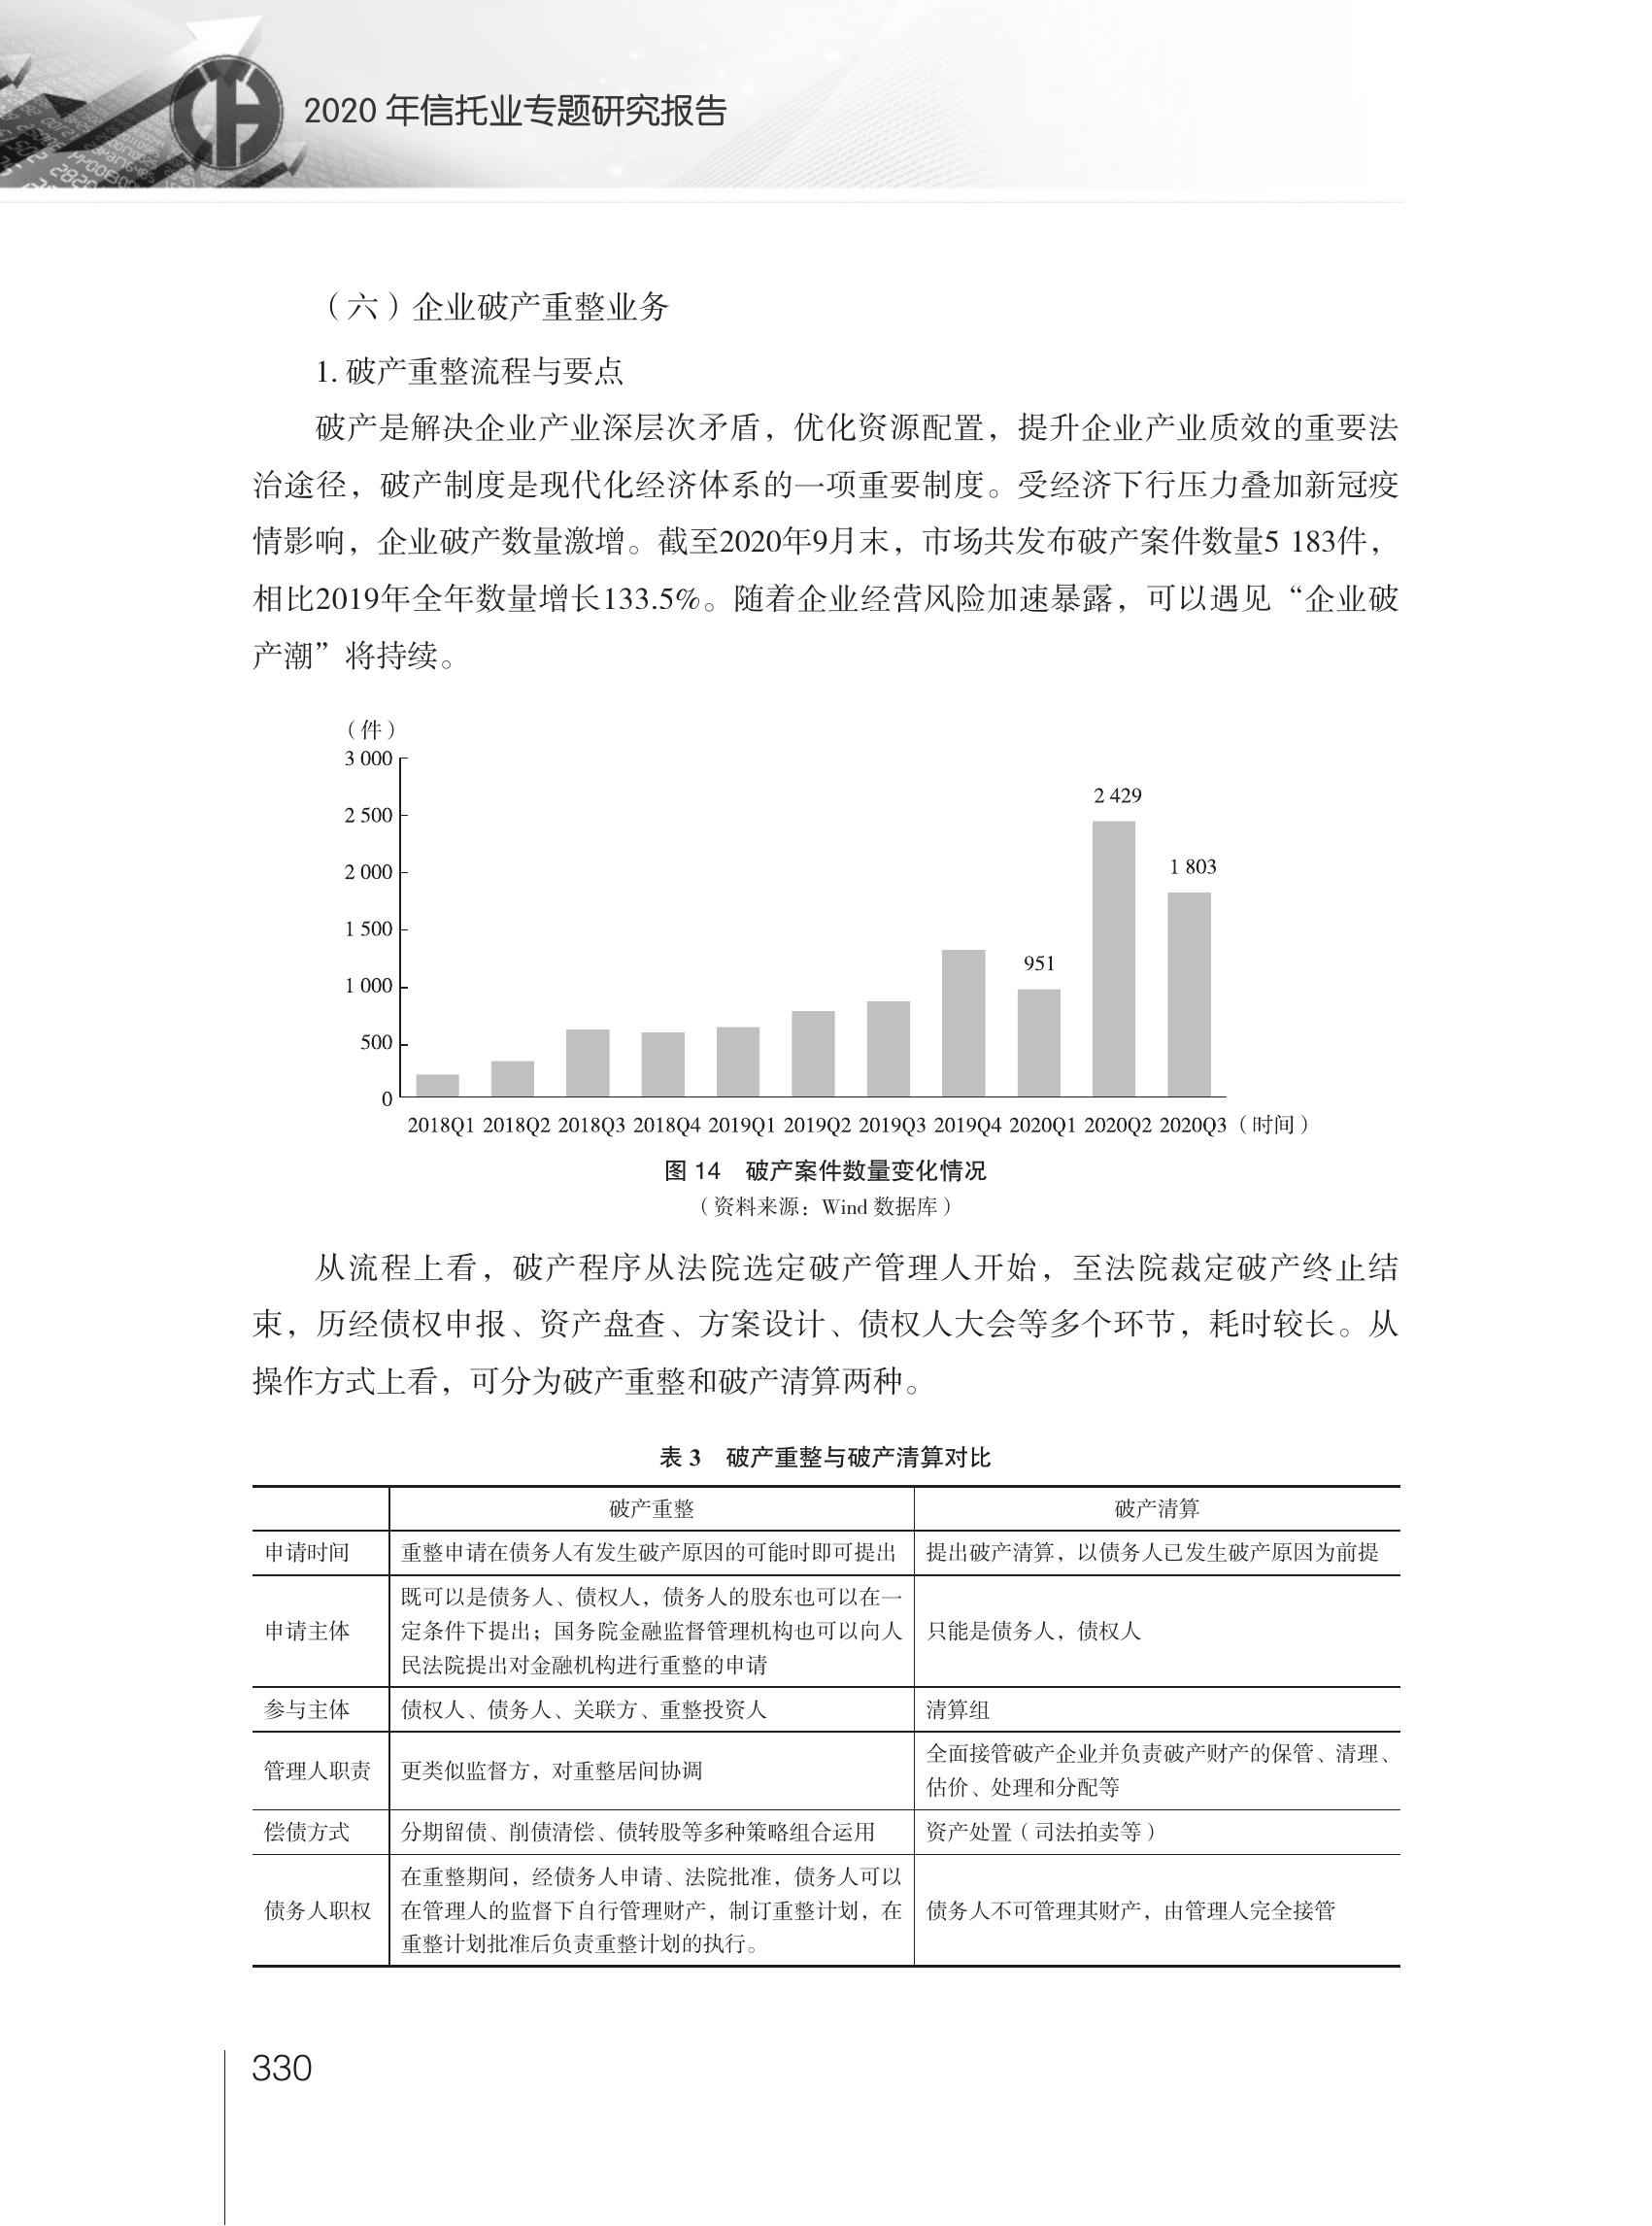 2020 年信托业专题研究报告
（六）企业破产重整业务
1. 破产重整流程与要点
破产是解决企业产业深层次矛盾，优化资源配置，提升企业产业质效的重要法
治途径，破产制度是现代化经济体系的一项重要制度。受经济下行压力叠加新冠疫
情影响，企业破产数量激增。截至2020年9月末，市场共发布破产案件数量5 183件，
相比2019年全年数量增长133.5%。随着企业经营风险加速暴露，可以遇见“企业破
产潮”将持续。
（件）
3 000
2 500
2 000
1 500
1 000
500
0
2 429
1 803
951
2018Q1 2018Q2 2018Q3 2018Q4 2019Q1 2019Q2 2019Q3 2019Q4 2020Q1 2020Q2 2020Q3（时间）
图 14　破产案件数量变化情况
（资料来源：Wind 数据库）
从流程上看，破产程序从法院选定破产管理人开始，至法院裁定破产终止结
束，历经债权申报、资产盘查、方案设计、债权人大会等多个环节，耗时较长。从
操作方式上看，可分为破产重整和破产清算两种。
表 3　破产重整与破产清算对比
破产重整　破产清算
申请时间　重整申请在债务人有发生破产原因的可能时即可提出　提出破产清算，以债务人已发生破产原因为前提
申请主体
既可以是债务人、债权人，债务人的股东也可以在一
定条件下提出；国务院金融监督管理机构也可以向人
民法院提出对金融机构进行重整的申请
只能是债务人，债权人
参与主体　债权人、债务人、关联方、重整投资人　清算组
管理人职责　更类似监督方，对重整居间协调
全面接管破产企业并负责破产财产的保管、清理、
估价、处理和分配等
偿债方式　分期留债、削债清偿、债转股等多种策略组合运用　资产处置（司法拍卖等）
债务人职权
在重整期间，经债务人申请、法院批准，债务人可以
在管理人的监督下自行管理财产，制订重整计划，在
重整计划批准后负责重整计划的执行。
债务人不可管理其财产，由管理人完全接管
330